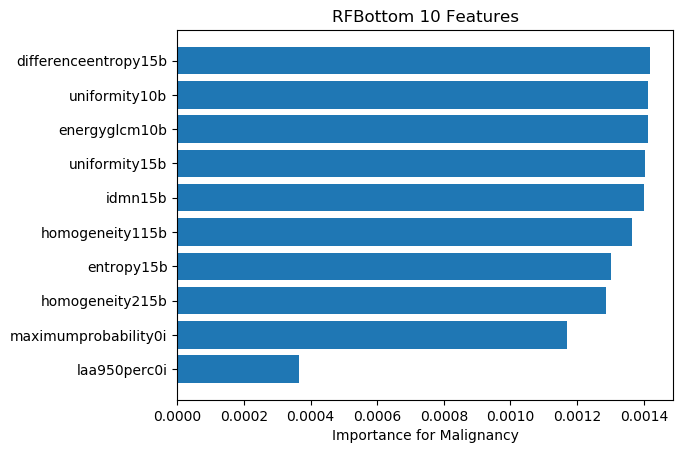 RFBottom 10 Features
differenceentropy15b
uniformity10b
energyglcm10b
uniformity15b
idmn15b
homogeneity115b
entropy15b
homogeneity215b
maximumprobability0i
laa950perc0i
0.0000 0.0002 0.0004 0.0006 0.0008 0.0010 0.0012 0.0014
Importance for Malignancy